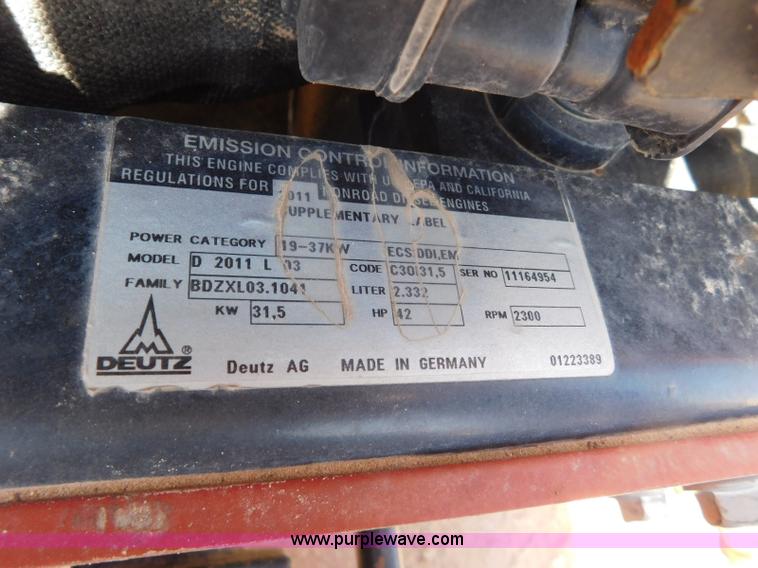 EMISSION CONTROL INFORMATION
THIS ENGINE COMPLIES WITH U.S. EPA AND CALIFORNIA
REGULATIONS FOR 2011 NONROAD DIESEL ENGINES
SUPPLEMENTARY LABEL
POWER CATEGORY 19-37KW ECS DDI,EM
MODEL D 2011 L 03 CODE C30I31,5 SER NO 11164954
FAMILY BDZXL03.1041 LITER 2.332
KW 31,5 HP 42 RPM 2300
DEUTZ ® Deutz AG MADE IN GERMANY 01223389
www.purplewave.com